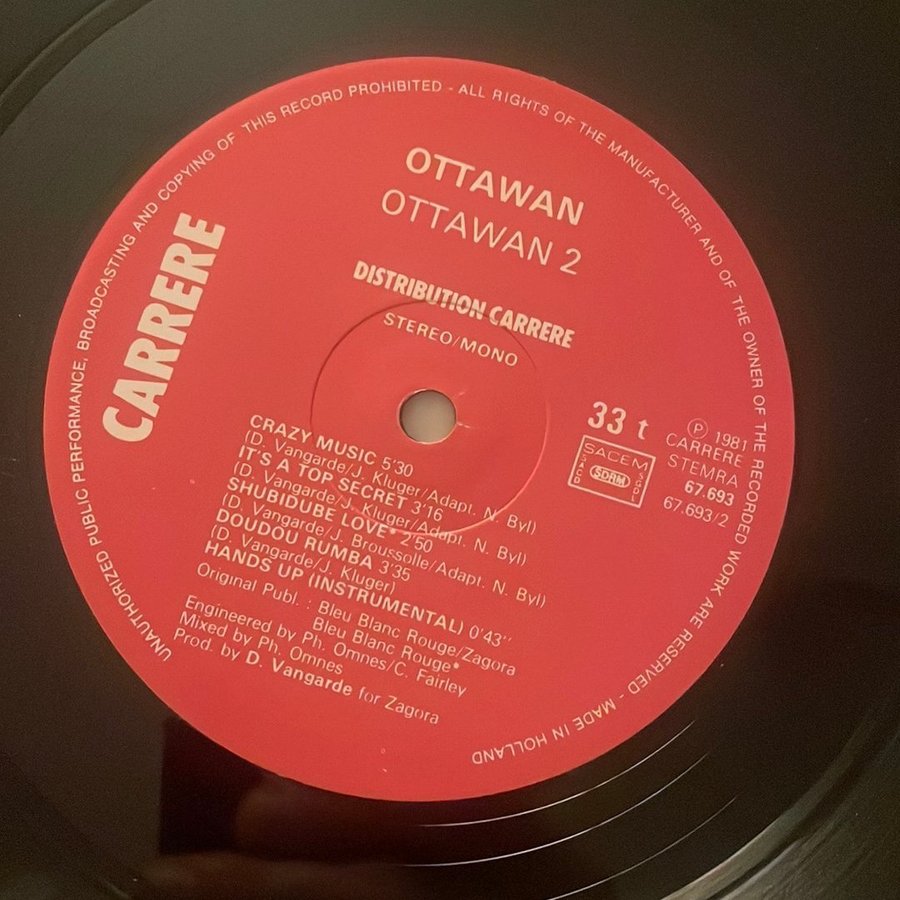 UNAUTHORIZED PUBLIC PERFORMANCE, BROADCASTING AND COPYING OF THIS RECORD PROHIBITED - ALL RIGHTS OF THE MANUFACTURER AND OF THE OWNER OF THE RECORDED WORK ARE RESERVED - MADE IN HOLLAND
CARRERE
OTTAWAN
OTTAWAN 2
DISTRIBUTION CARRERE
STEREO/MONO
33 t
SACEM
SACD
SDRM
SGDL
℗ 1981
CARRERE
STEMRA
67.693
67.693/2
CRAZY MUSIC 5'30
(D. Vangarde/J. Kluger/Adapt. N. Byl)
IT'S A TOP SECRET 3'16
(D. Vangarde/J. Kluger/Adapt. N. Byl)
SHUBIDUBE LOVE* 2'50
(D. Vangarde/J. Broussolle/Adapt. N. Byl)
DOUDOU RUMBA 3'35
(D. Vangarde/J. Kluger)
HANDS UP (INSTRUMENTAL) 0'43''
Original Publ. : Bleu Blanc Rouge/Zagora
Bleu Blanc Rouge*
Engineered by Ph. Omnes/C. Fairley
Mixed by Ph. Omnes
Prod. by D. Vangarde for Zagora